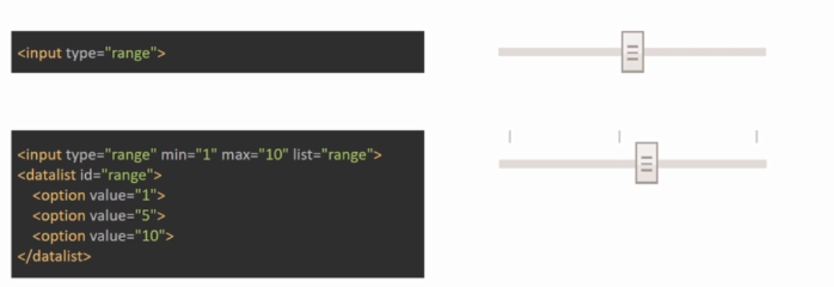 <input type="range">
<input type="range" min="1" max="10" list="range">
<datalist id="range">
<option value="1">
<option value="5">
<option value="10">
</datalist>